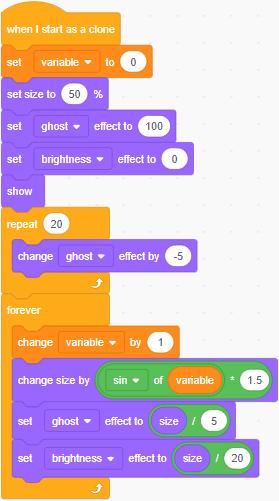 when I start as a clone
set variable to 0
set size to 50 %
set ghost effect to 100
set brightness effect to 0
show
repeat 20
change ghost effect by -5
forever
change variable by 1
change size by sin of variable * 1.5
set ghost effect to size / 5
set brightness effect to size / 20